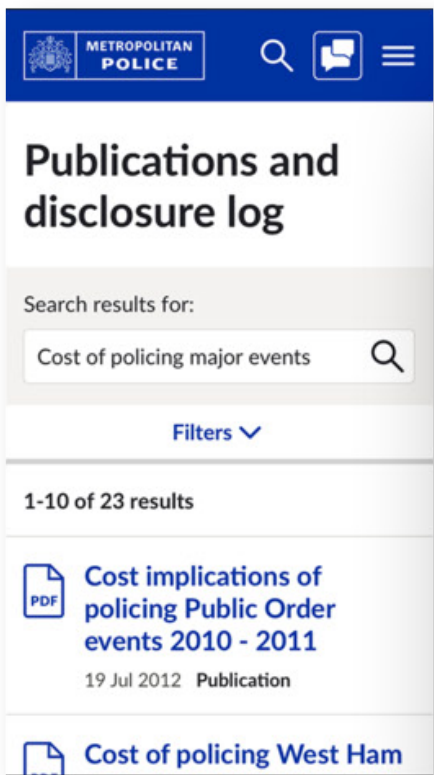 METROPOLITAN
POLICE
Publications and
disclosure log
Search results for:
Cost of policing major events
Filters
1-10 of 23 results
PDF
Cost implications of
policing Public Order
events 2010 - 2011
19 Jul 2012 Publication
Cost of policing West Ham